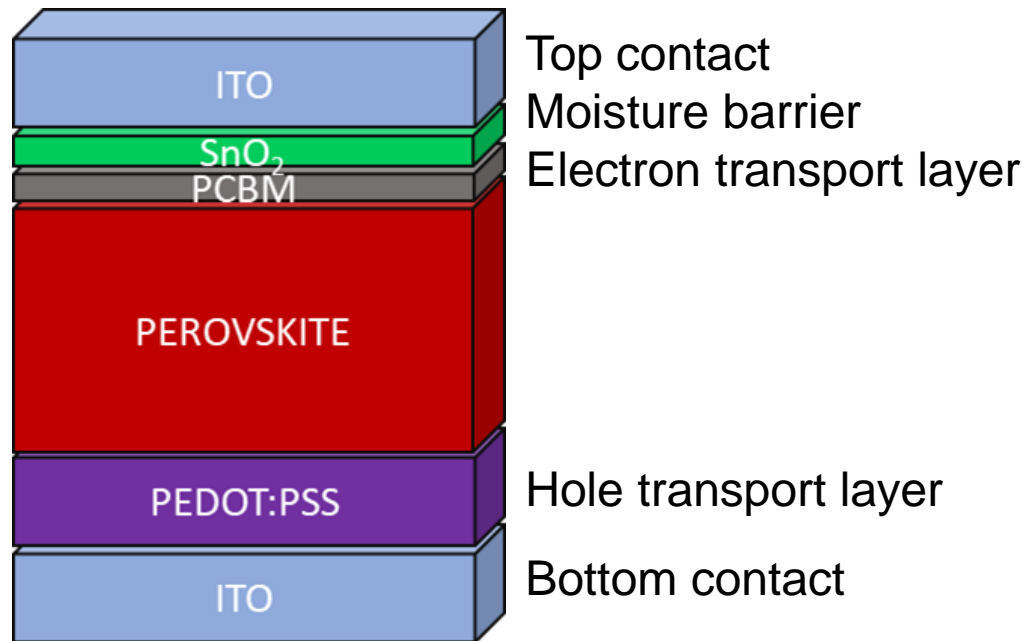 ITO
Top contact
Moisture barrier
SnO₂
Electron transport layer
PCBM
PEROVSKITE
PEDOT:PSS
Hole transport layer
ITO
Bottom contact